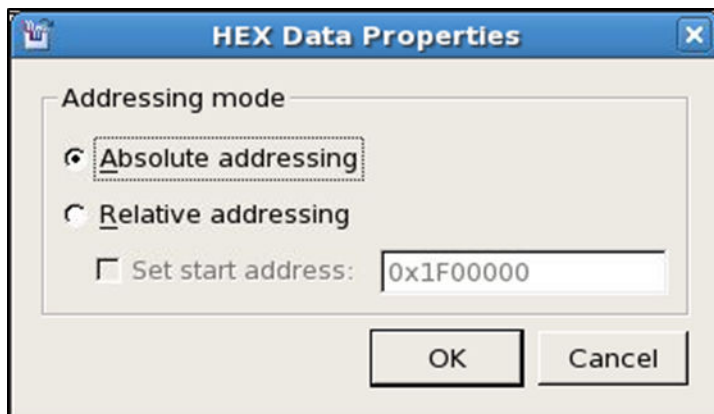 HEX Data Properties
Addressing mode
Absolute addressing
Relative addressing
Set start address: 0x1F00000
OK Cancel